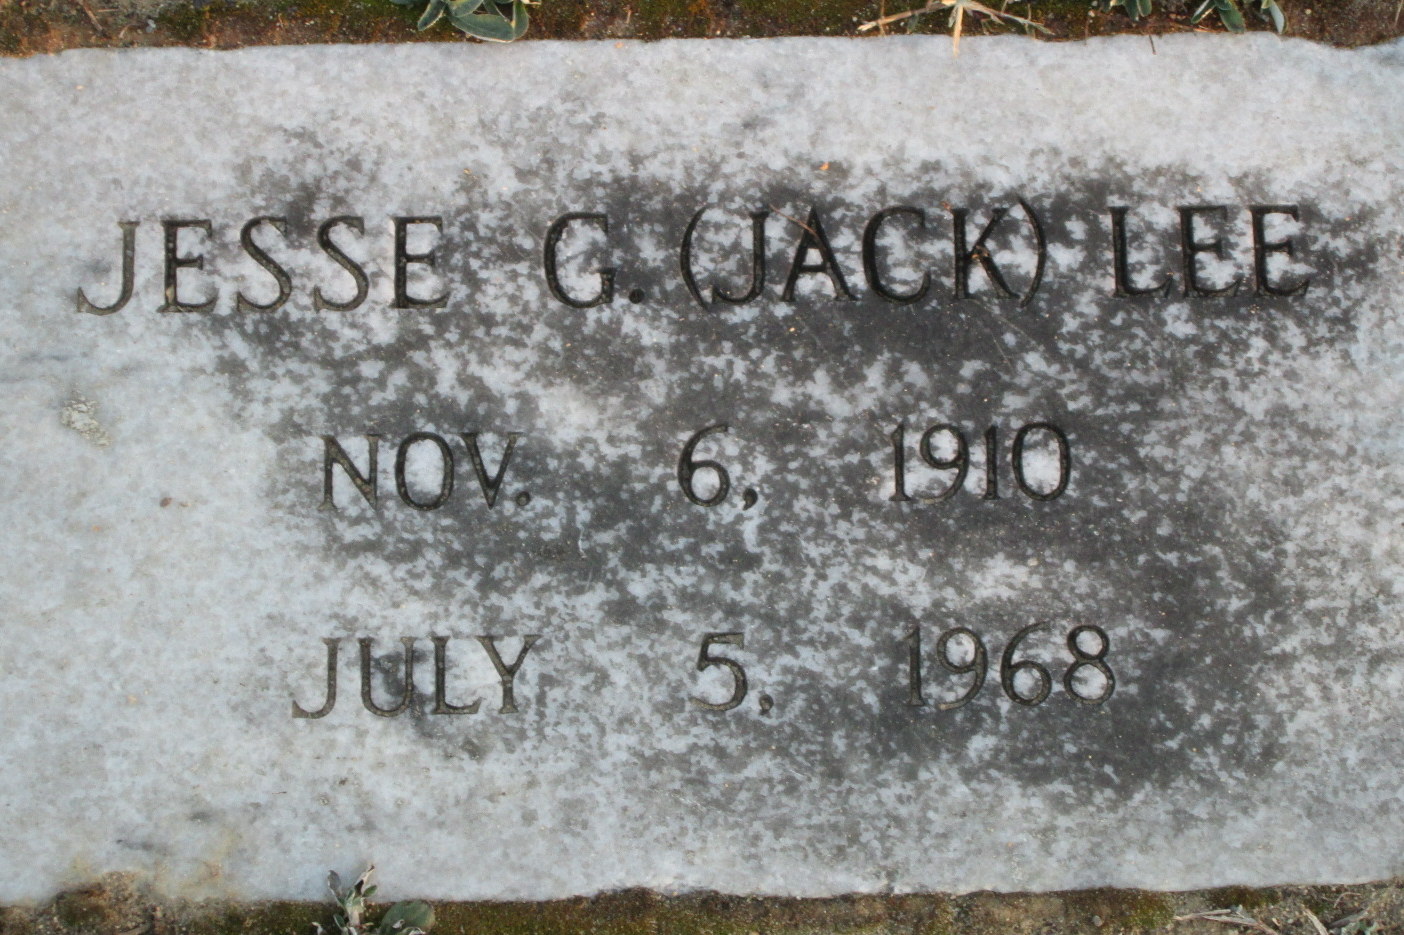 JESSE G. (JACK) LEE
NOV. 6, 1910
JULY 5, 1968